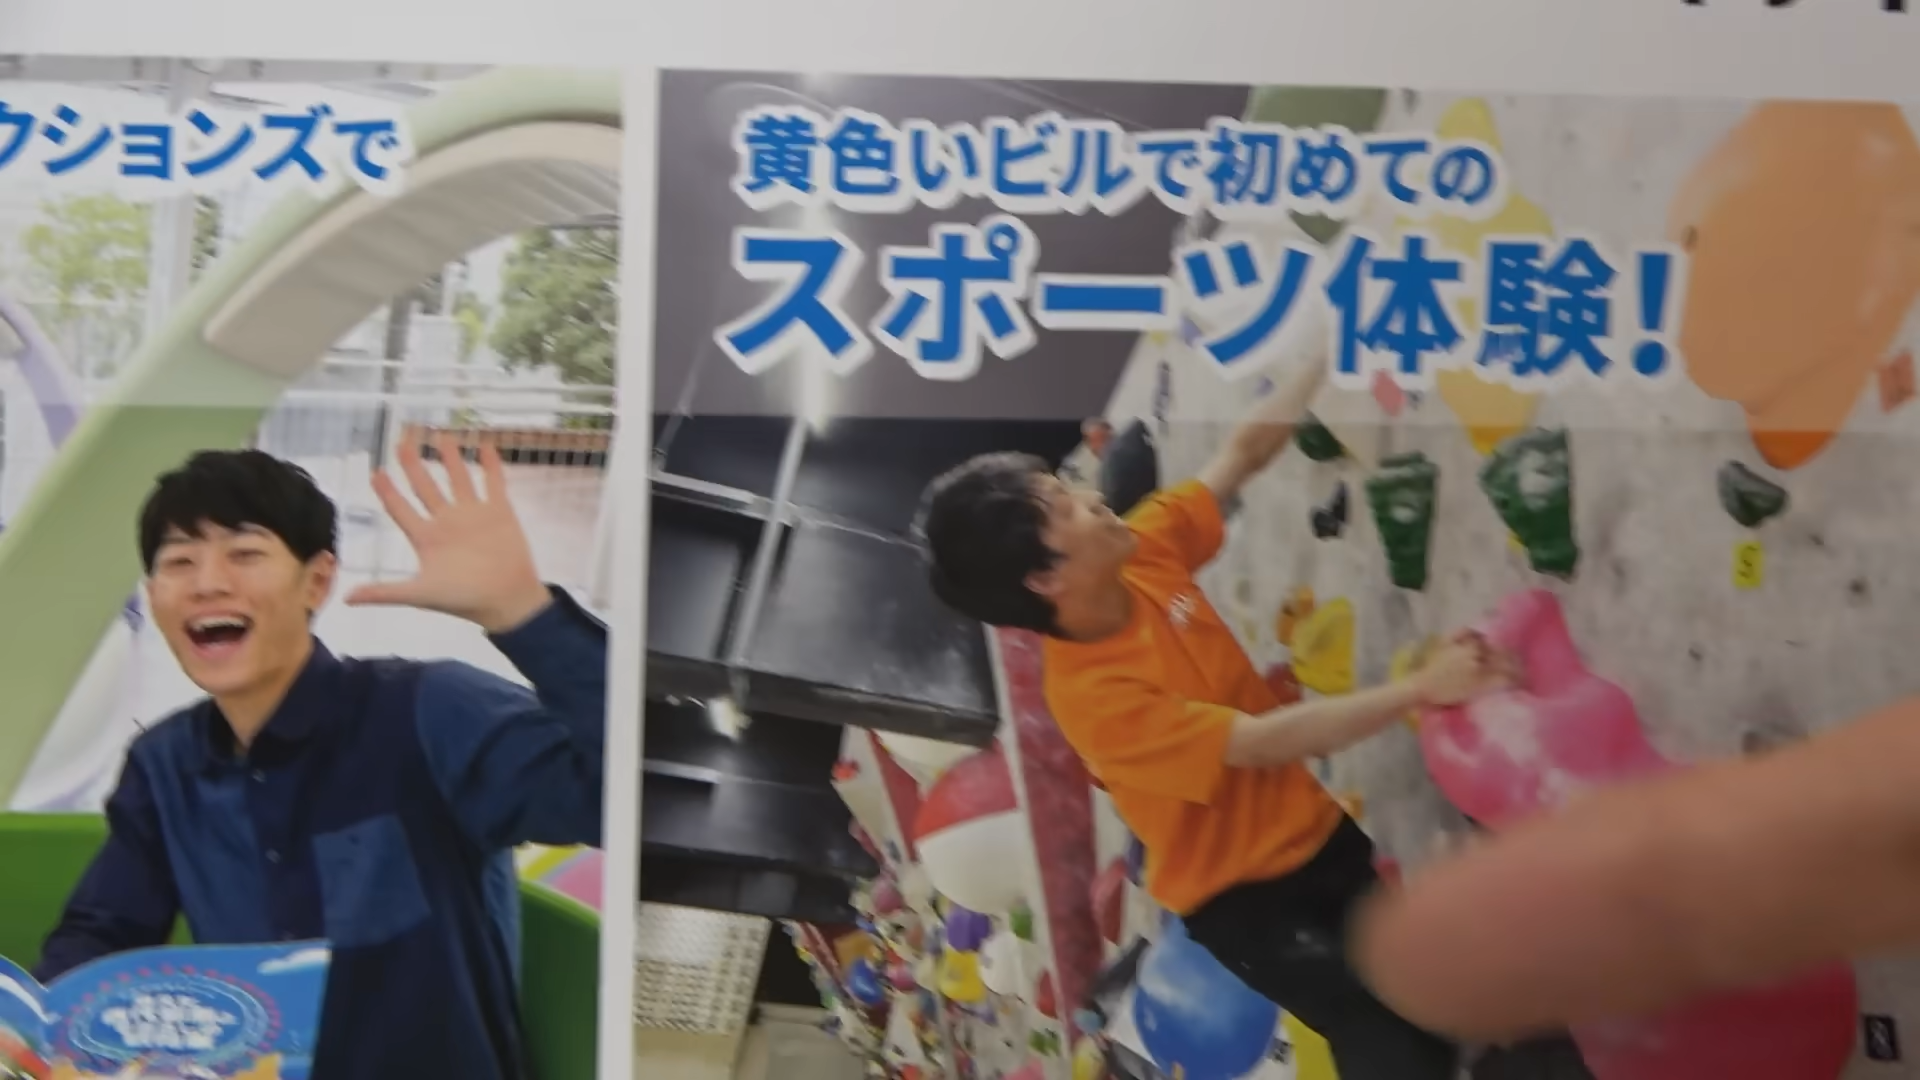 クションズで
黄色いビルで初めての
スポーツ体験!